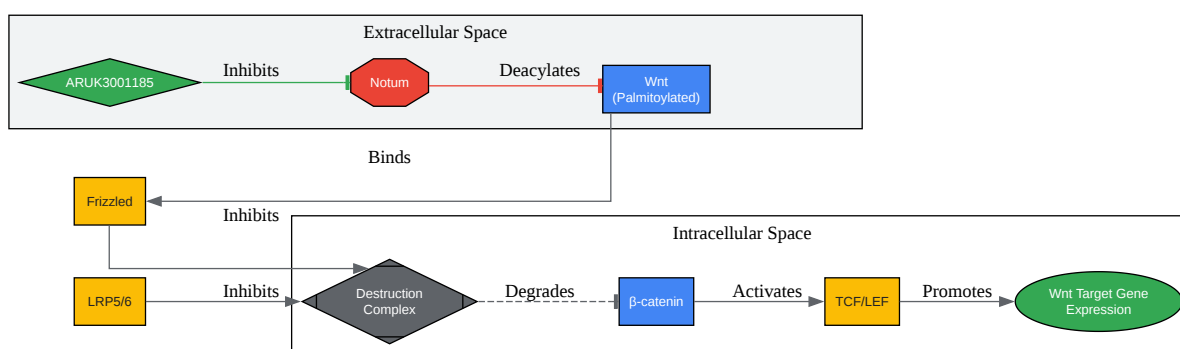 Extracellular Space
ARUK3001185
Inhibits
Notum
Deacylates
Wnt
(Palmitoylated)
Binds
Frizzled
Inhibits
Intracellular Space
LRP5/6
Inhibits
Destruction
Complex
Degrades
β-catenin
Activates
TCF/LEF
Promotes
Wnt Target Gene
Expression